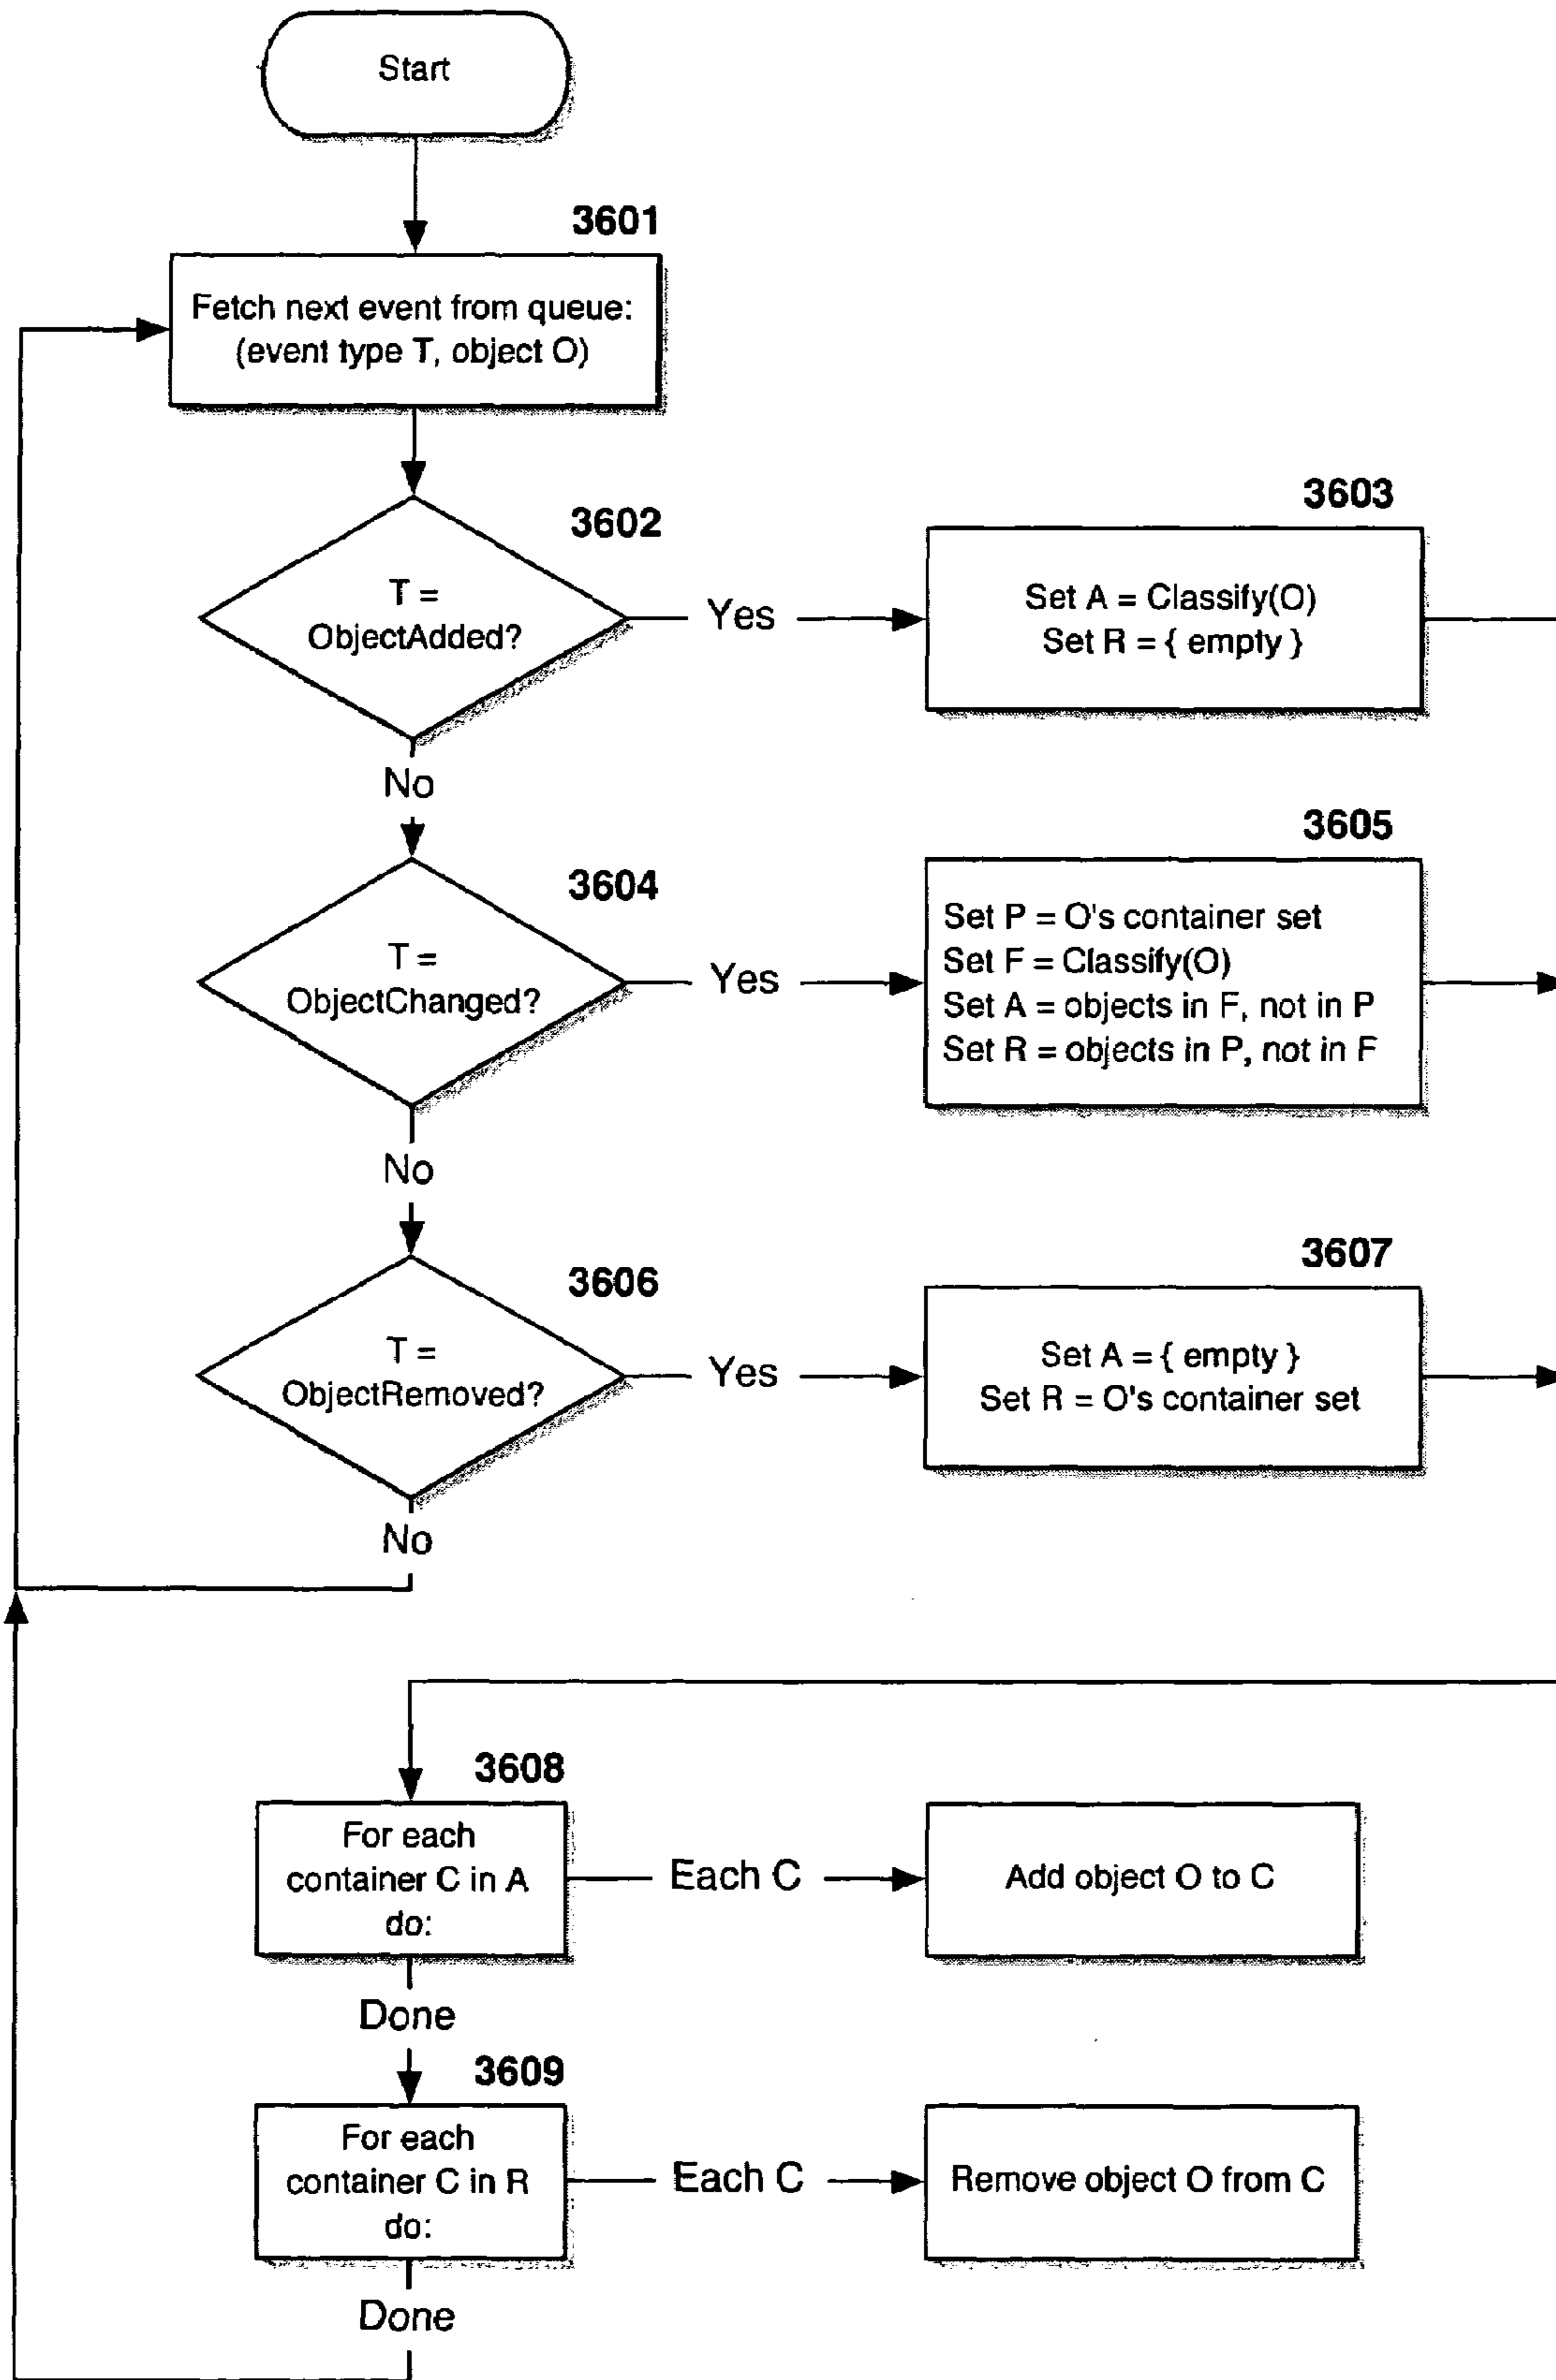 Start
3601
Fetch next event from queue:
(event type T, object O)
3602
T =
ObjectAdded?
Yes
3603
Set A = Classify(O)
Set R = { empty }
No
3604
T =
ObjectChanged?
Yes
3605
Set P = O's container set
Set F = Classify(O)
Set A = objects in F, not in P
Set R = objects in P, not in F
No
3606
T =
ObjectRemoved?
Yes
3607
Set A = { empty }
Set R = O's container set
No
3608
For each
container C in A
do:
Each C
Add object O to C
Done
3609
For each
container C in R
do:
Each C
Remove object O from C
Done